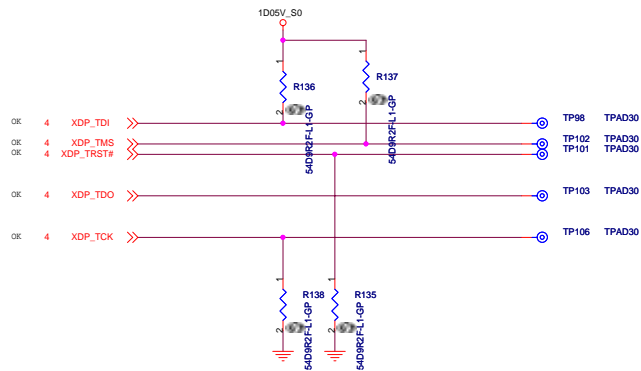 1D05V_S0
1
R136
2
54D9R2F-L1-GP
1
R137
2
54D9R2F-L1-GP
OK 4 XDP_TDI TP98 TPAD30
OK 4 XDP_TMS TP102 TPAD30
OK 4 XDP_TRST# TP101 TPAD30
OK 4 XDP_TDO TP103 TPAD30
OK 4 XDP_TCK TP106 TPAD30
1
R138
2
54D9R2F-L1-GP
1
R135
2
54D9R2F-L1-GP